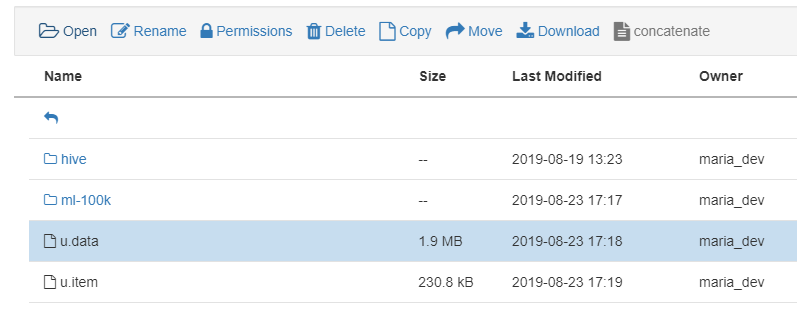 Open Rename Permissions Delete Copy Move Download concatenate
Name Size Last Modified Owner
hive -- 2019-08-19 13:23 maria_dev
ml-100k -- 2019-08-23 17:17 maria_dev
u.data 1.9 MB 2019-08-23 17:18 maria_dev
u.item 230.8 kB 2019-08-23 17:19 maria_dev